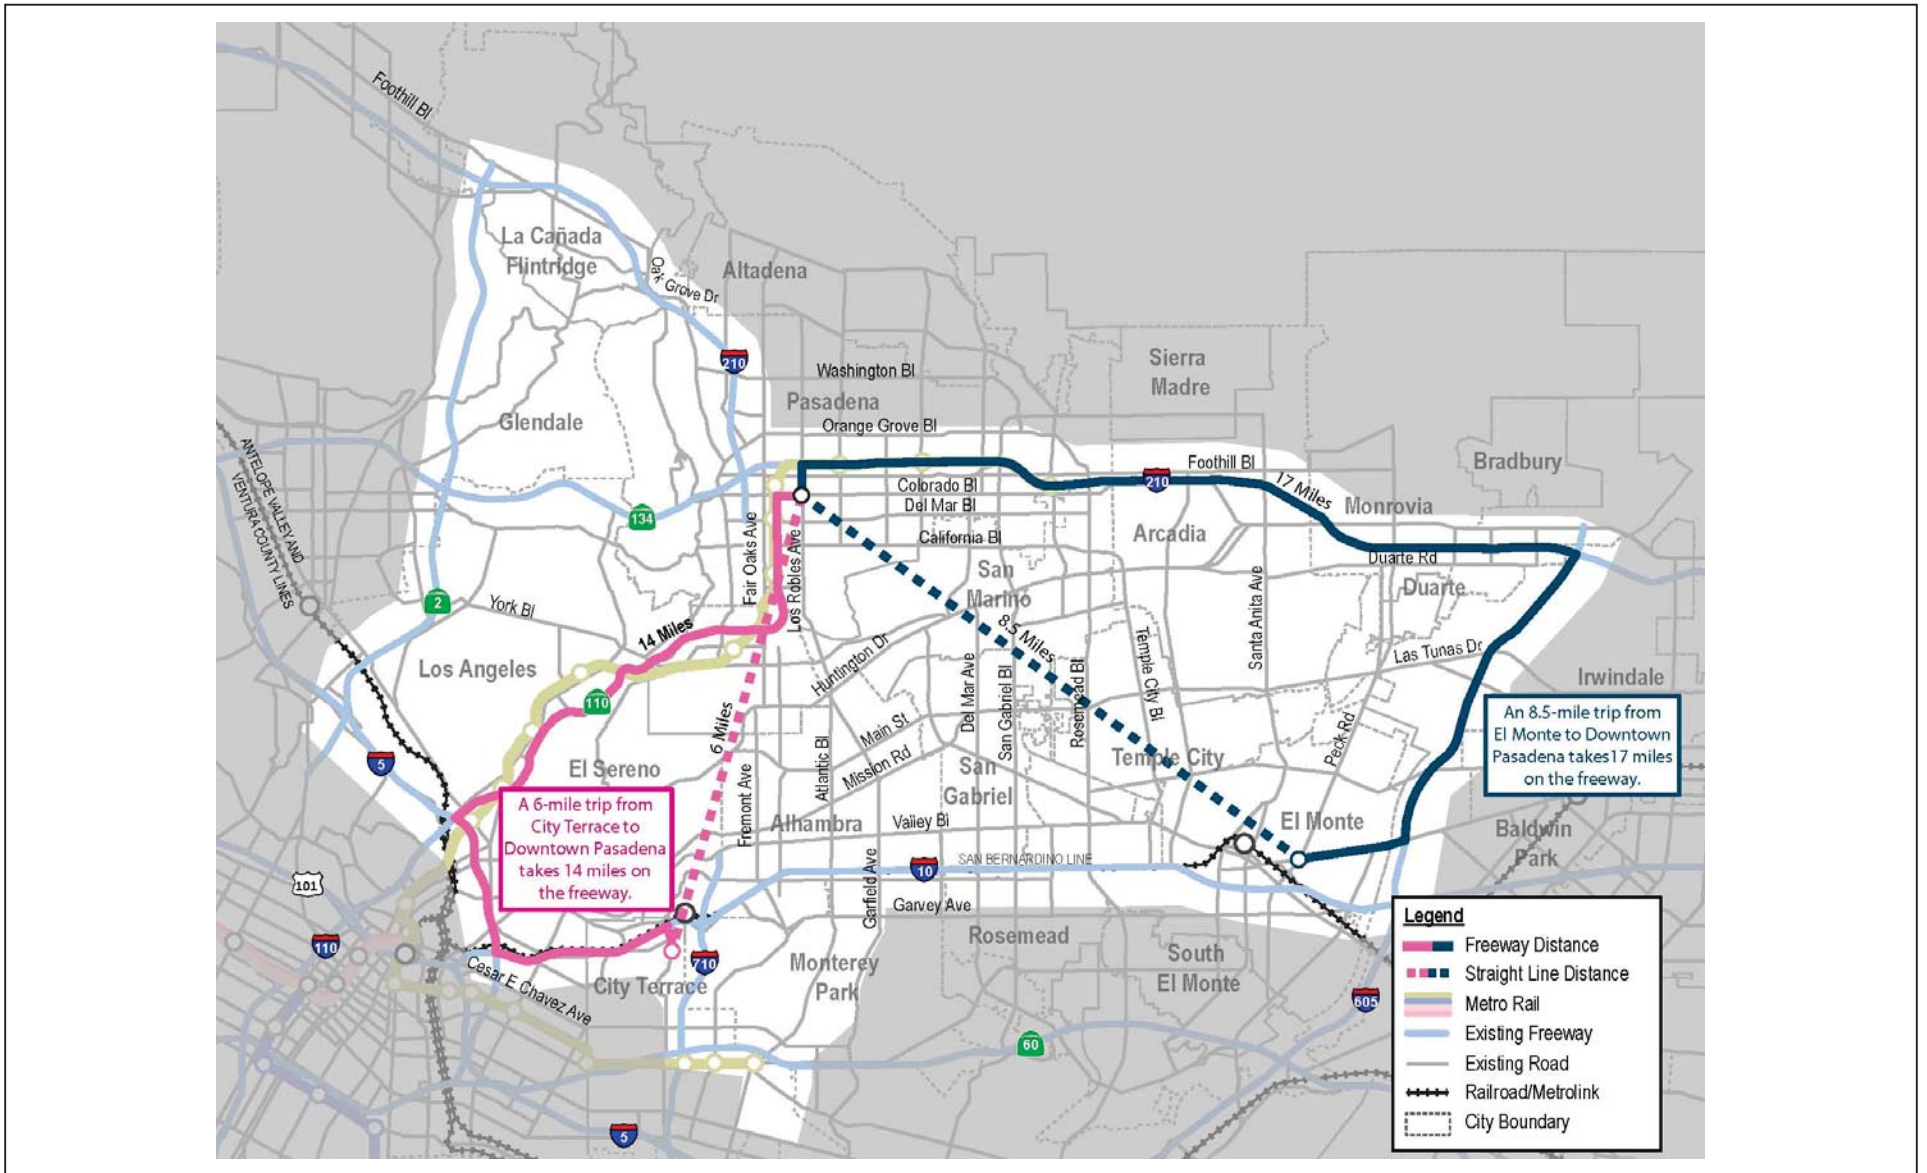 Foothill Bl
La Cañada
Flintridge
Oak Grove Dr
Altadena
210
Washington Bl
Sierra
Madre
Pasadena
Glendale
Orange Grove Bl
ANTELOPE VALLEY AND
VENTURA COUNTY LINES
Foothill Bl
Bradbury
210
17 Miles
Colorado Bl
Del Mar Bl
Monrovia
134
Arcadia
California Bl
Fair Oaks Ave
Los Robles Ave
Duarte Rd
San
Marino
Duarte
2
York Bl
14 Miles
8.5 Miles
Santa Anita Ave
Los Angeles
Huntington Dr
Las Tunas Dr
Temple City Bl
Irwindale
110
Del Mar Ave
San Gabriel Bl
Rosemead Bl
6 Miles
Main St
Peck Rd
An 8.5-mile trip from
El Monte to Downtown
Pasadena takes17 miles
on the freeway.
5
El Sereno
Atlantic Bl
Mission Rd
Temple City
San
Gabriel
Fremont Ave
A 6-mile trip from
City Terrace to
Downtown Pasadena
takes 14 miles on
the freeway.
Alhambra
Valley Bl
El Monte
Baldwin
Park
SAN BERNARDINO LINE
10
101
Garfield Ave
Garvey Ave
110
Rosemead
710
South
El Monte
Cesar E Chavez Ave
City Terrace
Monterey
Park
605
60
5
Legend
Freeway Distance
Straight Line Distance
Metro Rail
Existing Freeway
Existing Road
Railroad/Metrolink
City Boundary